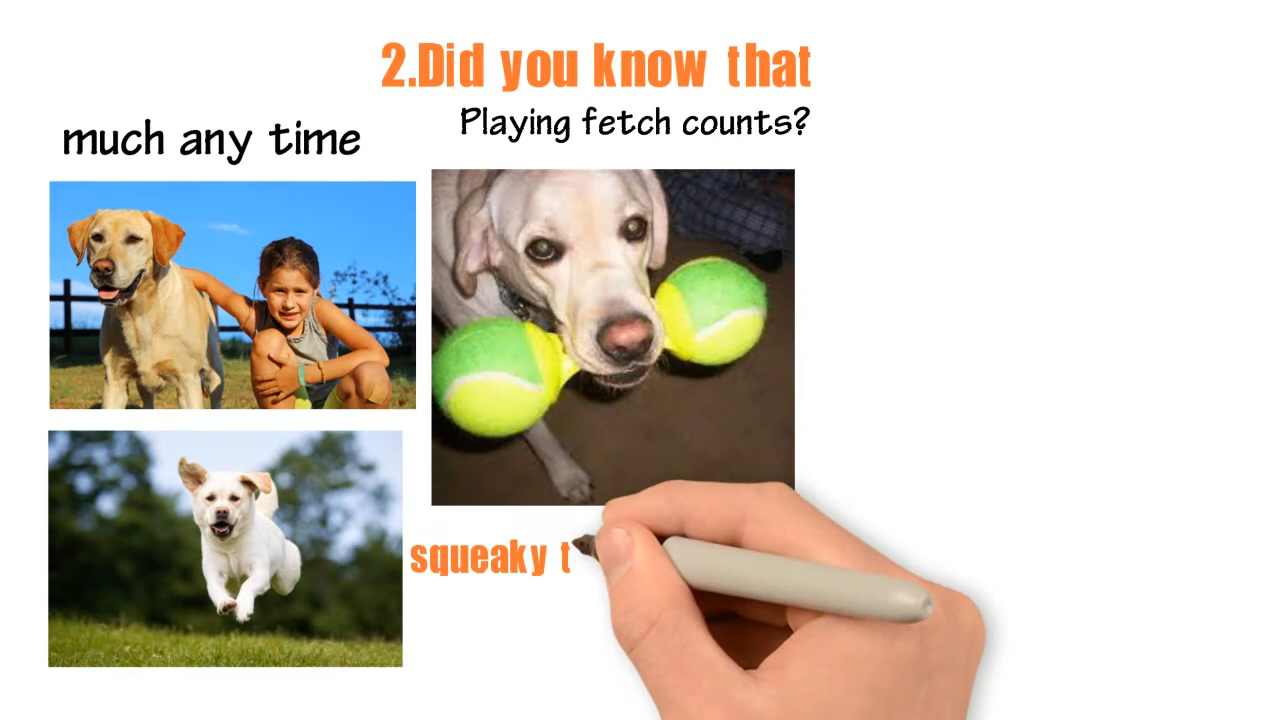 2.Did you know that
Playing fetch counts?
much any time
squeaky t